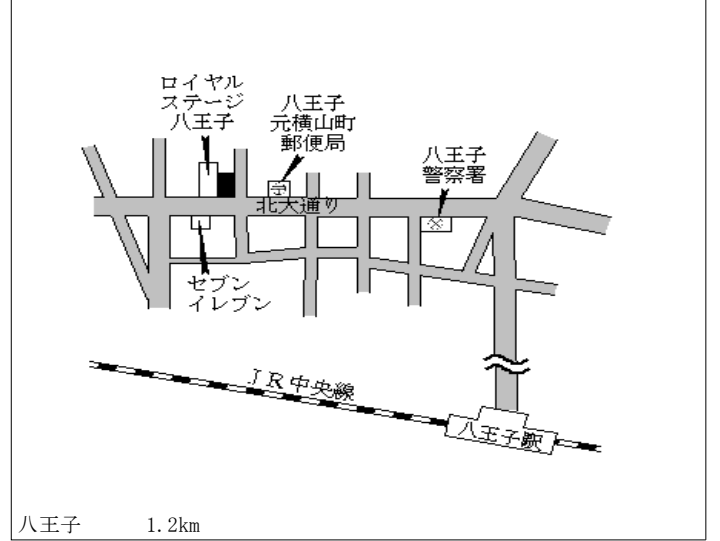 ロイヤル
ステージ
八王子
八王子
元横山町
郵便局
八王子
警察署
北大通り
セブン
イレブン
JR中央線
八王子駅
八王子 1.2km